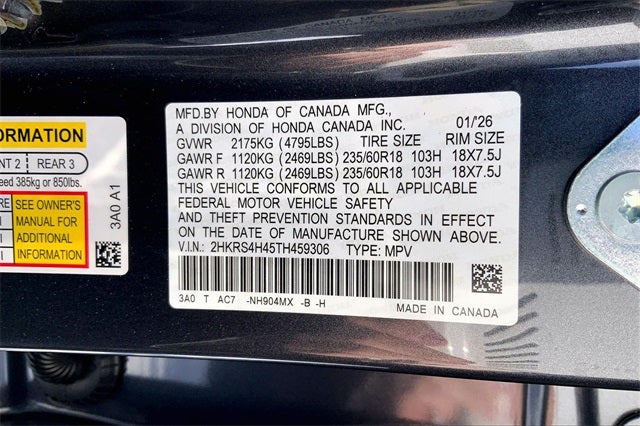 MFD.BY HONDA OF CANADA MFG.,
A DIVISION OF HONDA CANADA INC. 01/26
GVWR 2175KG (4795LBS) TIRE SIZE RIM SIZE
GAWR F 1120KG (2469LBS) 235/60R18 103H 18X7.5J
GAWR R 1120KG (2469LBS) 235/60R18 103H 18X7.5J
THIS VEHICLE CONFORMS TO ALL APPLICABLE
FEDERAL MOTOR VEHICLE SAFETY
AND THEFT PREVENTION STANDARDS IN EFFECT
ON THE DATE OF MANUFACTURE SHOWN ABOVE.
V.I.N.: 2HKRS4H45TH459306 TYPE: MPV
3A0 T AC7 -NH904MX -B -H
MADE IN CANADA
ORMATION
NT 2 REAR 3
eed 385kg or 850lbs.
RE SEE OWNER'S
MANUAL FOR
ADDITIONAL
INFORMATION
3A0 A1